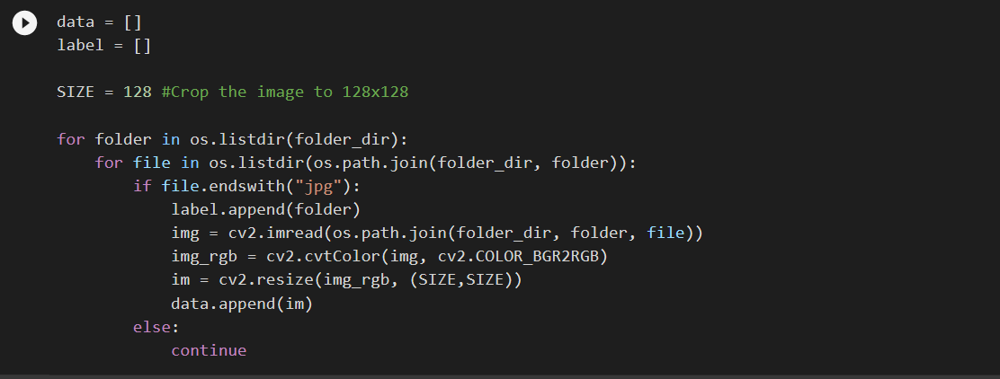 data = []
label = []
SIZE = 128 #Crop the image to 128x128
for folder in os.listdir(folder_dir):
    for file in os.listdir(os.path.join(folder_dir, folder)):
        if file.endswith("jpg"):
            label.append(folder)
            img = cv2.imread(os.path.join(folder_dir, folder, file))
            img_rgb = cv2.cvtColor(img, cv2.COLOR_BGR2RGB)
            im = cv2.resize(img_rgb, (SIZE,SIZE))
            data.append(im)
        else:
            continue